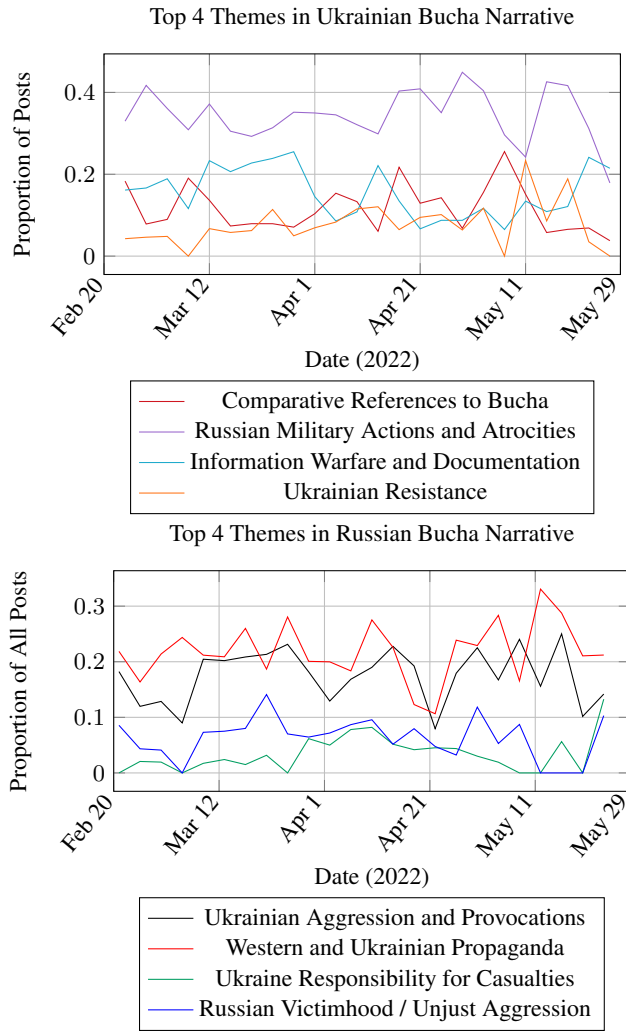 Top 4 Themes in Ukrainian Bucha Narrative
Proportion of Posts
0.4
0.2
0
Feb 20
Mar 12
Apr 1
Apr 21
May 11
May 29
Date (2022)
Comparative References to Bucha
Russian Military Actions and Atrocities
Information Warfare and Documentation
Ukrainian Resistance
Top 4 Themes in Russian Bucha Narrative
Proportion of All Posts
0.3
0.2
0.1
0
Feb 20
Mar 12
Apr 1
Apr 21
May 11
May 29
Date (2022)
Ukrainian Aggression and Provocations
Western and Ukrainian Propaganda
Ukraine Responsibility for Casualties
Russian Victimhood / Unjust Aggression